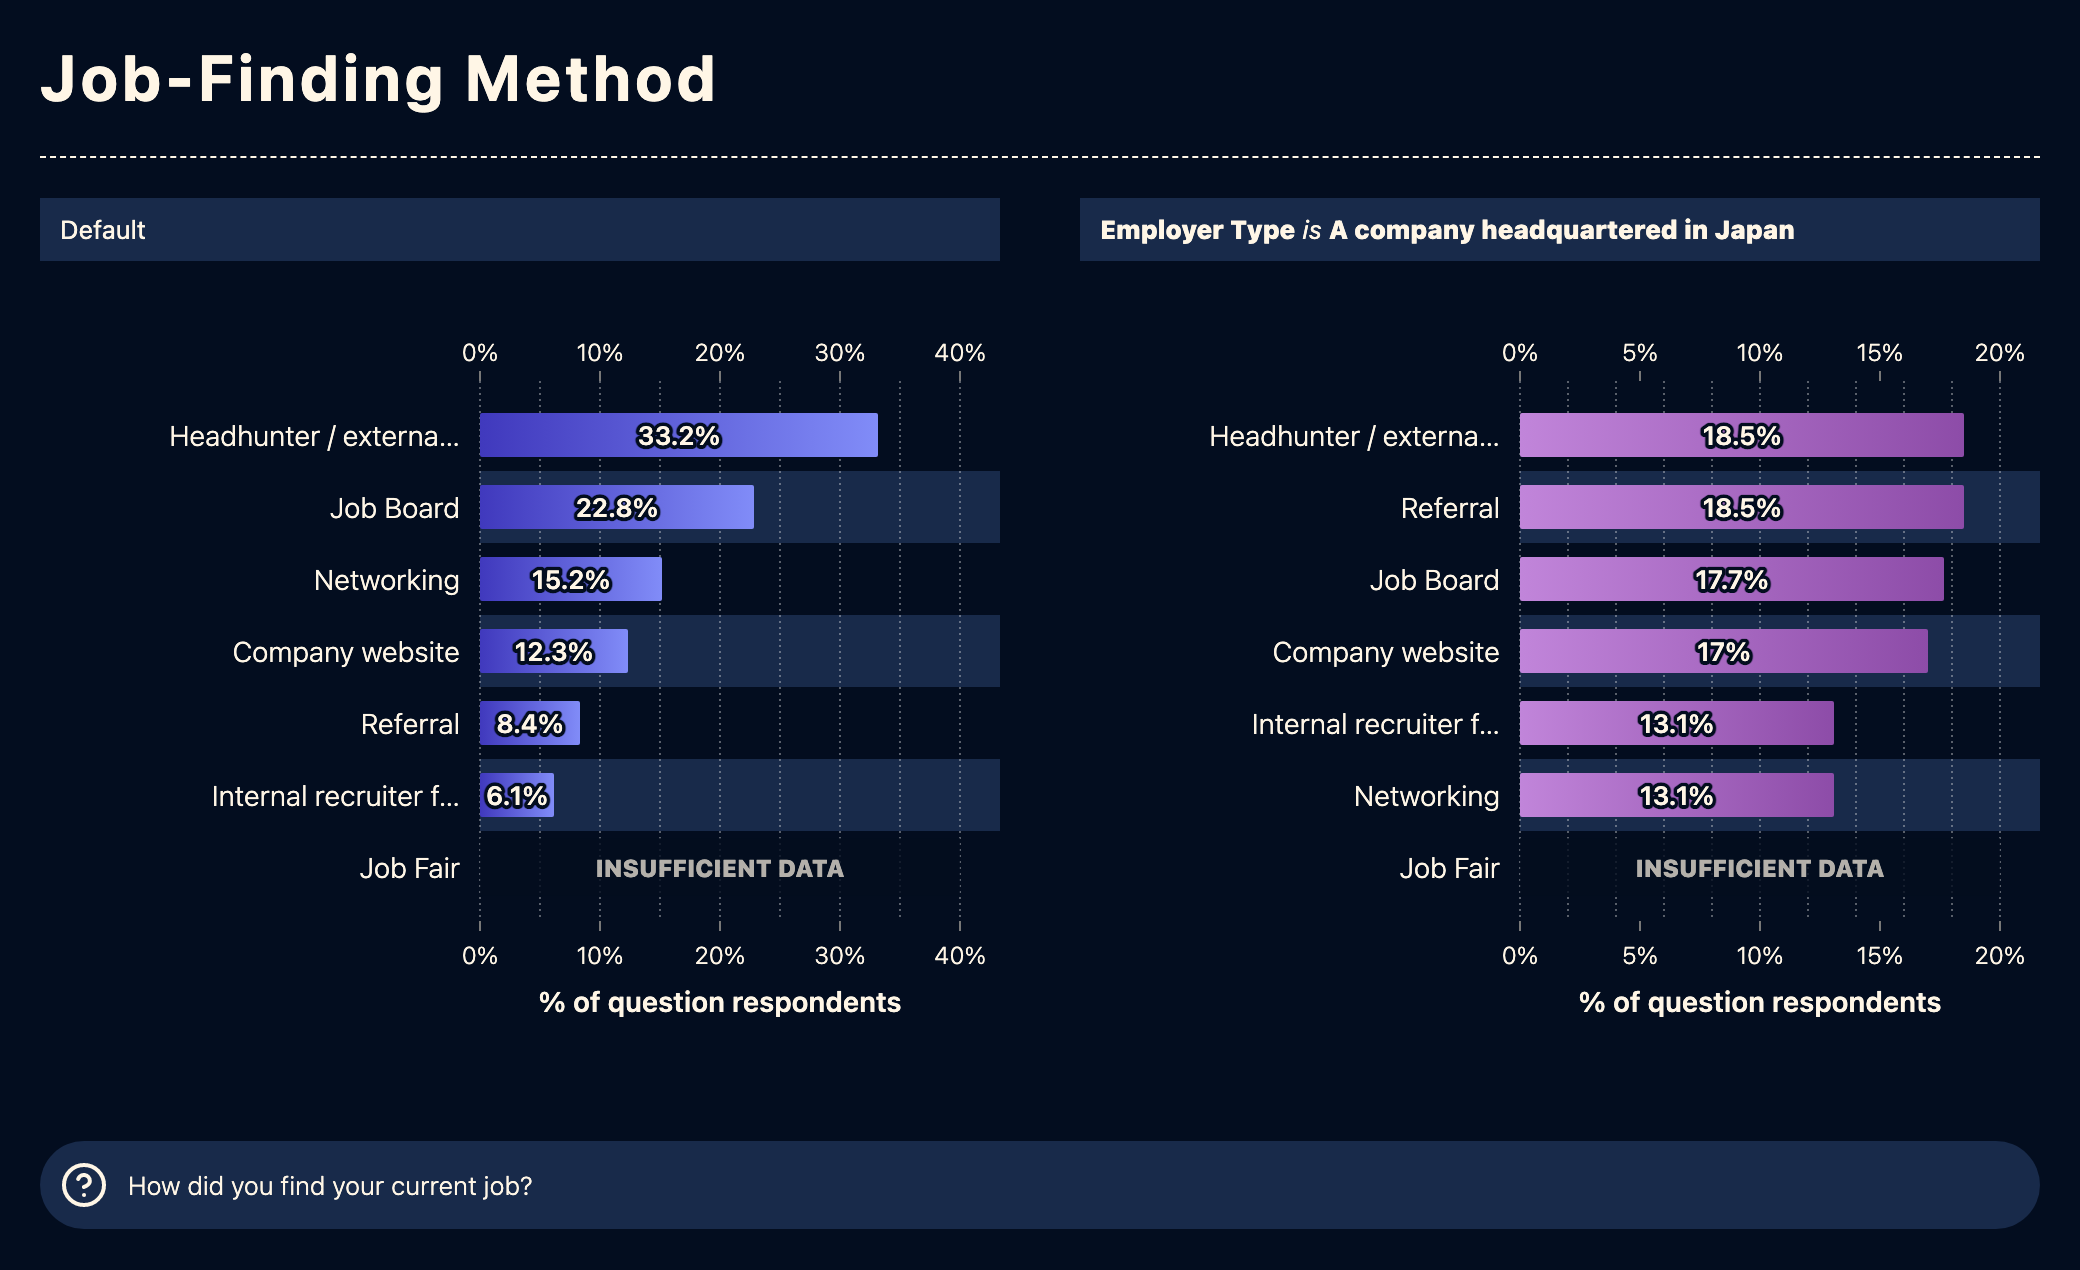 Job-Finding Method
Default
0% 10% 20% 30% 40%
Headhunter / externa... 33.2%
Job Board 22.8%
Networking 15.2%
Company website 12.3%
Referral 8.4%
Internal recruiter f... 6.1%
Job Fair INSUFFICIENT DATA
0% 10% 20% 30% 40%
% of question respondents
Employer Type is A company headquartered in Japan
0% 5% 10% 15% 20%
Headhunter / externa... 18.5%
Referral 18.5%
Job Board 17.7%
Company website 17%
Internal recruiter f... 13.1%
Networking 13.1%
Job Fair INSUFFICIENT DATA
0% 5% 10% 15% 20%
% of question respondents
How did you find your current job?